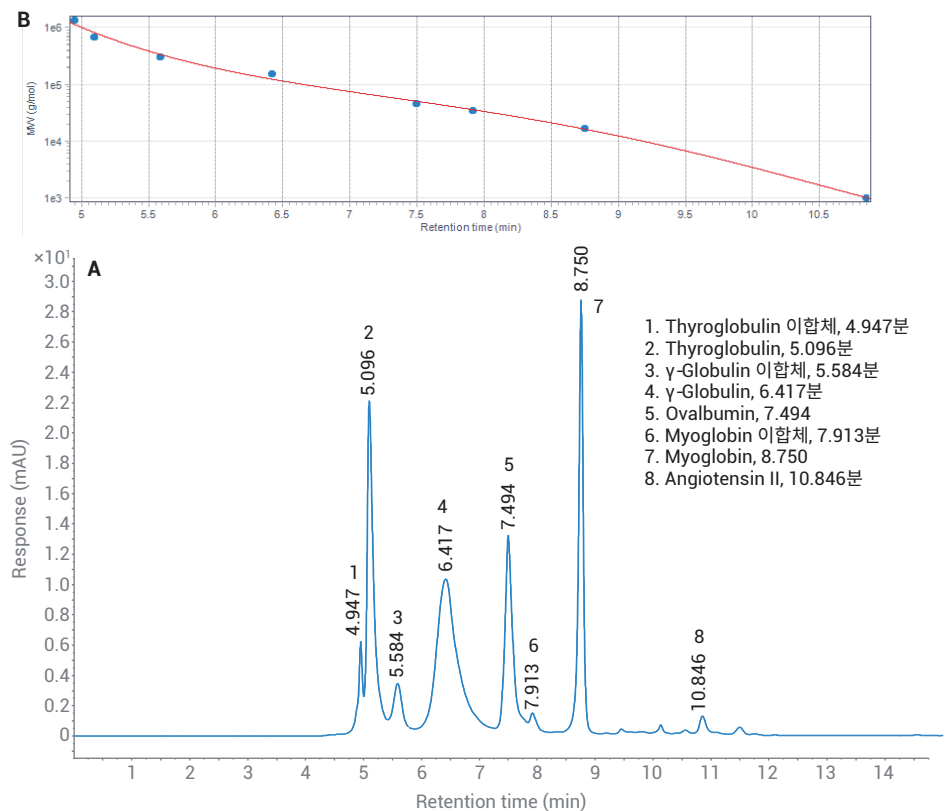 B
MW (g/mol)
1e6
1e5
1e4
1e3
5 5.5 6 6.5 7 7.5 8 8.5 9 9.5 10 10.5
Retention time (min)
A
×10¹
Response (mAU)
3.0
2.8
2.6
2.4
2.2
2.0
1.8
1.6
1.4
1.2
1.0
0.8
0.6
0.4
0.2
0
1 2 3 4 5 6 7 8 9 10 11 12 13 14
Retention time (min)
1
4.947
2
5.096
3
5.584
4
6.417
5
7.494
6
7.913
7
8.750
8
10.846
1. Thyroglobulin 이합체, 4.947분
2. Thyroglobulin, 5.096분
3. γ-Globulin 이합체, 5.584분
4. γ-Globulin, 6.417분
5. Ovalbumin, 7.494
6. Myoglobin 이합체, 7.913분
7. Myoglobin, 8.750
8. Angiotensin II, 10.846분